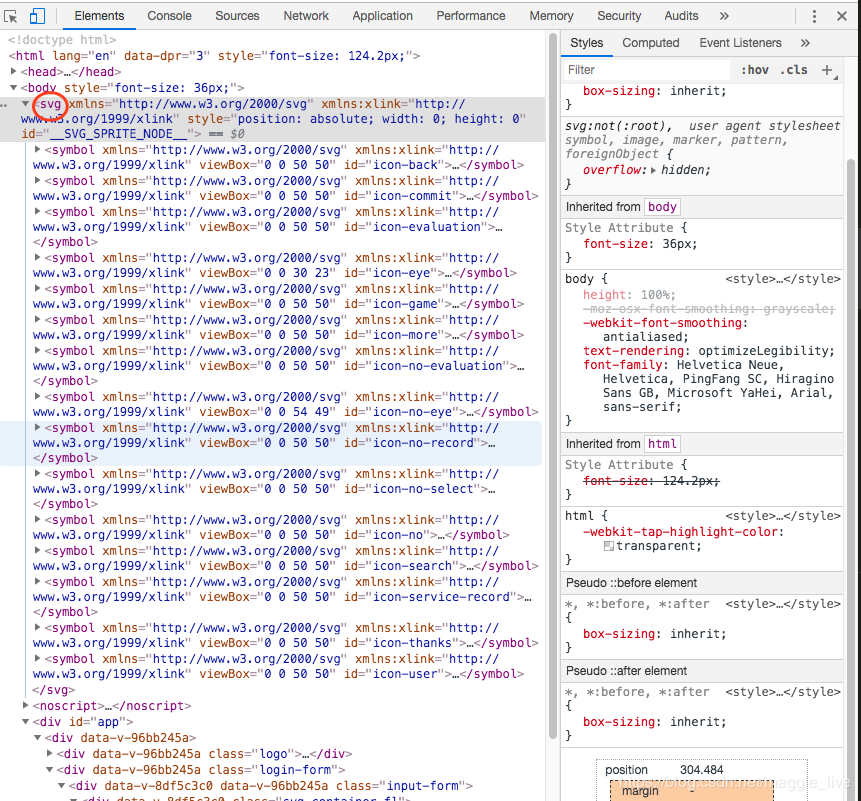 Elements Console Sources Network Application Performance Memory Security Audits »
<!doctype html>
<html lang="en" data-dpr="3" style="font-size: 124.2px;">
<head>…</head>
<body style="font-size: 36px;">
<svg xmlns="http://www.w3.org/2000/svg" xmlns:xlink="http://
www.w3.org/1999/xlink" style="position: absolute; width: 0; height: 0"
id="__SVG_SPRITE_NODE__"> == $0
<symbol xmlns="http://www.w3.org/2000/svg" xmlns:xlink="http://
www.w3.org/1999/xlink" viewBox="0 0 50 50" id="icon-back">…</symbol>
<symbol xmlns="http://www.w3.org/2000/svg" xmlns:xlink="http://
www.w3.org/1999/xlink" viewBox="0 0 50 50" id="icon-commit">…</symbol>
<symbol xmlns="http://www.w3.org/2000/svg" xmlns:xlink="http://
www.w3.org/1999/xlink" viewBox="0 0 50 50" id="icon-evaluation">…
</symbol>
<symbol xmlns="http://www.w3.org/2000/svg" xmlns:xlink="http://
www.w3.org/1999/xlink" viewBox="0 0 30 23" id="icon-eye">…</symbol>
<symbol xmlns="http://www.w3.org/2000/svg" xmlns:xlink="http://
www.w3.org/1999/xlink" viewBox="0 0 50 50" id="icon-game">…</symbol>
<symbol xmlns="http://www.w3.org/2000/svg" xmlns:xlink="http://
www.w3.org/1999/xlink" viewBox="0 0 50 50" id="icon-more">…</symbol>
<symbol xmlns="http://www.w3.org/2000/svg" xmlns:xlink="http://
www.w3.org/1999/xlink" viewBox="0 0 50 50" id="icon-no-evaluation">…
</symbol>
<symbol xmlns="http://www.w3.org/2000/svg" xmlns:xlink="http://
www.w3.org/1999/xlink" viewBox="0 0 54 49" id="icon-no-eye">…</symbol>
<symbol xmlns="http://www.w3.org/2000/svg" xmlns:xlink="http://
www.w3.org/1999/xlink" viewBox="0 0 50 50" id="icon-no-record">…
</symbol>
<symbol xmlns="http://www.w3.org/2000/svg" xmlns:xlink="http://
www.w3.org/1999/xlink" viewBox="0 0 50 50" id="icon-no-select">…
</symbol>
<symbol xmlns="http://www.w3.org/2000/svg" xmlns:xlink="http://
www.w3.org/1999/xlink" viewBox="0 0 50 50" id="icon-no">…</symbol>
<symbol xmlns="http://www.w3.org/2000/svg" xmlns:xlink="http://
www.w3.org/1999/xlink" viewBox="0 0 50 50" id="icon-search">…</symbol>
<symbol xmlns="http://www.w3.org/2000/svg" xmlns:xlink="http://
www.w3.org/1999/xlink" viewBox="0 0 50 50" id="icon-service-record">…
</symbol>
<symbol xmlns="http://www.w3.org/2000/svg" xmlns:xlink="http://
www.w3.org/1999/xlink" viewBox="0 0 50 50" id="icon-thanks">…</symbol>
<symbol xmlns="http://www.w3.org/2000/svg" xmlns:xlink="http://
www.w3.org/1999/xlink" viewBox="0 0 50 50" id="icon-user">…</symbol>
</svg>
<noscript>…</noscript>
<div id="app">
<div data-v-96bb245a>
<div data-v-96bb245a class="logo">…</div>
<div data-v-96bb245a class="login-form">
<div data-v-8df5c3c0 data-v-96bb245a class="input-form">
<div data-v-8df5c3c0 class="svg-container fl">
Styles Computed Event Listeners »
Filter :hov .cls +
box-sizing: inherit;
}
svg:not(:root), user agent stylesheet
symbol, image, marker, pattern,
foreignObject {
overflow: hidden;
}
Inherited from body
Style Attribute {
font-size: 36px;
}
body { <style>…</style>
height: 100%;
-moz-osx-font-smoothing: grayscale;
-webkit-font-smoothing:
antialiased;
text-rendering: optimizeLegibility;
font-family: Helvetica Neue,
Helvetica, PingFang SC, Hiragino
Sans GB, Microsoft YaHei, Arial,
sans-serif;
}
Inherited from html
Style Attribute {
font-size: 124.2px;
}
html { <style>…</style>
-webkit-tap-highlight-color:
transparent;
}
Pseudo ::before element
*, *:before, *:after <style>…</style>
{
box-sizing: inherit;
}
Pseudo ::after element
*, *:before, *:after <style>…</style>
{
box-sizing: inherit;
}
position 304.484
margin -